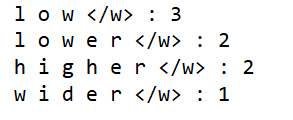 l o w </w> : 3
l o w e r </w> : 2
h i g h e r </w> : 2
w i d e r </w> : 1